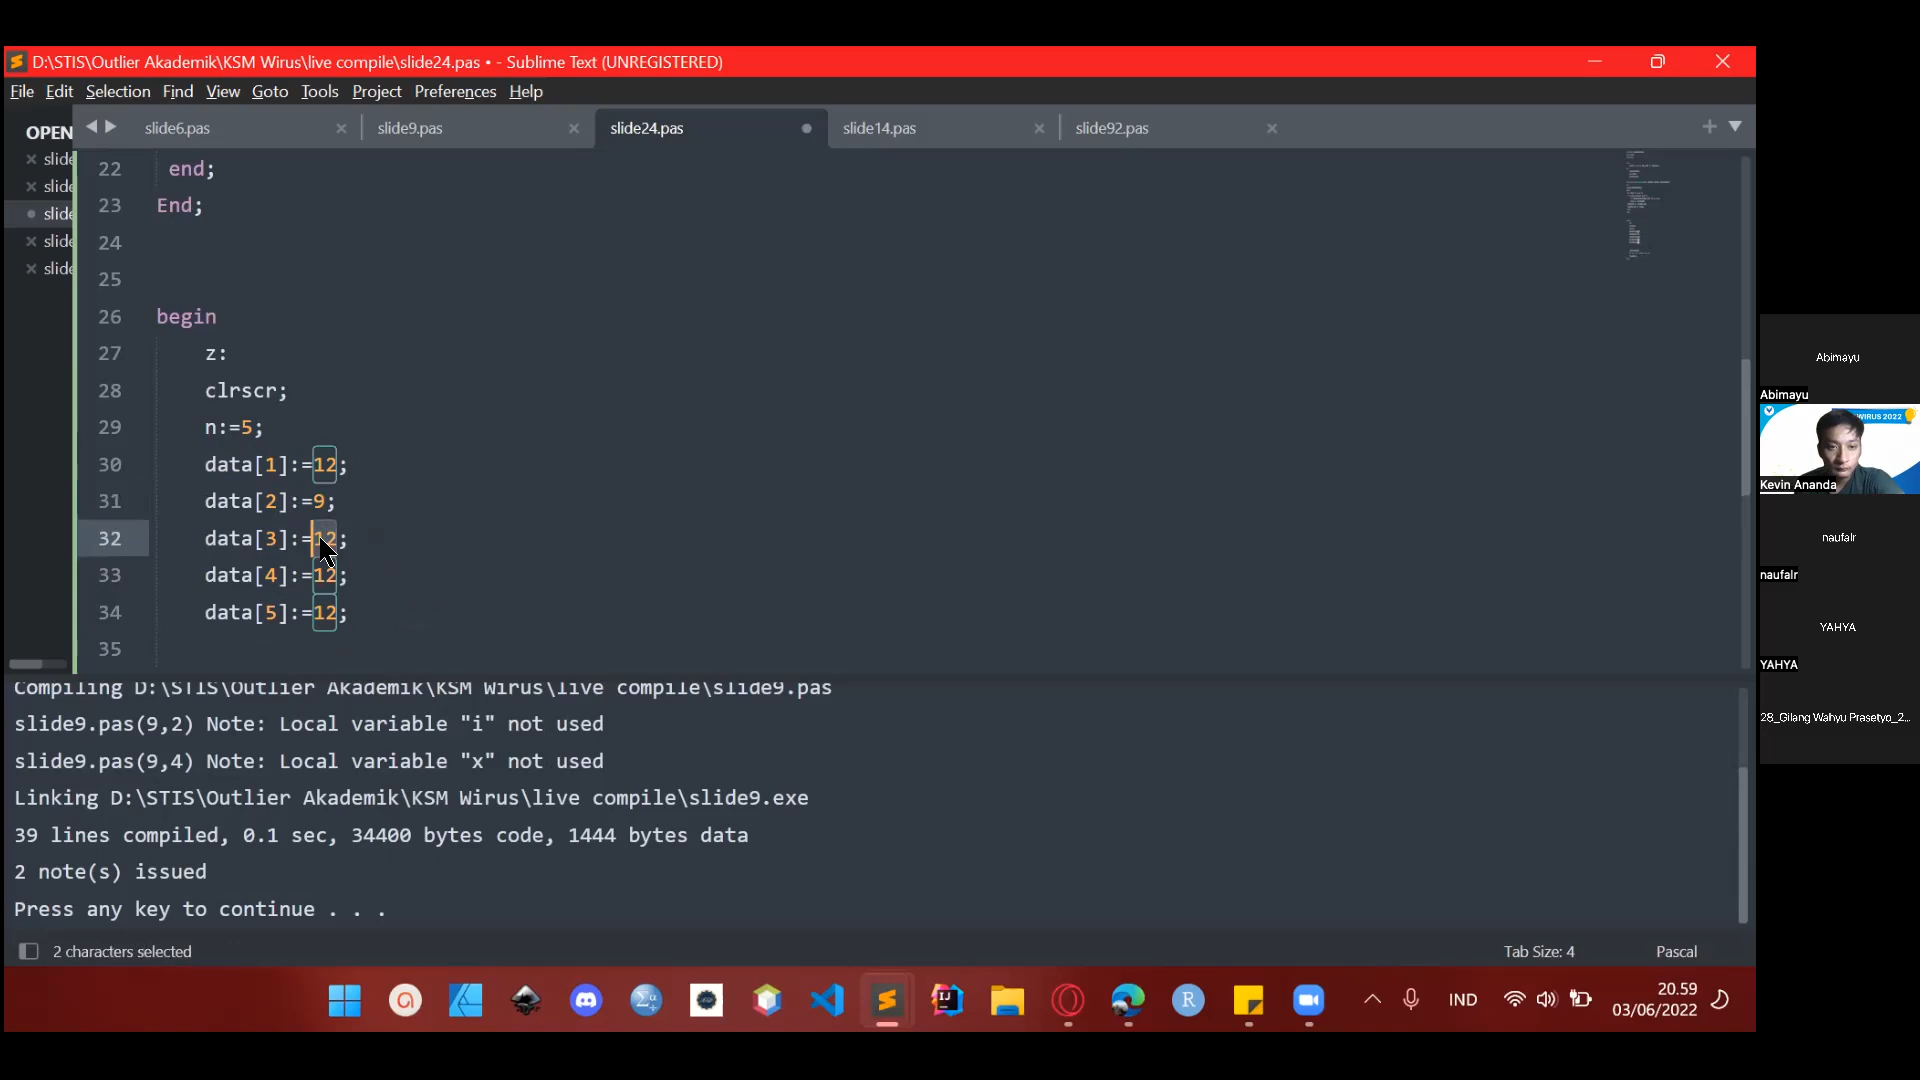 D:\STIS\Outlier Akademik\KSM Wirus\live compile\slide24.pas • - Sublime Text (UNREGISTERED)
File Edit Selection Find View Goto Tools Project Preferences Help
OPEN
slide6.pas
slide9.pas
slide24.pas
slide14.pas
slide92.pas
slide
slide
slide
slide
slide
22 end;
23 End;
24
25
26 begin
27 z:
28 clrscr;
29 n:=5;
30 data[1]:=12;
31 data[2]:=9;
32 data[3]:=12;
33 data[4]:=12;
34 data[5]:=12;
35
Compiling D:\STIS\Outlier Akademik\KSM Wirus\live compile\slide9.pas
slide9.pas(9,2) Note: Local variable "i" not used
slide9.pas(9,4) Note: Local variable "x" not used
Linking D:\STIS\Outlier Akademik\KSM Wirus\live compile\slide9.exe
39 lines compiled, 0.1 sec, 34400 bytes code, 1444 bytes data
2 note(s) issued
Press any key to continue . . .
2 characters selected
Tab Size: 4
Pascal
IND
20.59
03/06/2022
Abimayu
Abimayu
WIRUS 2022
Kevin Ananda
naufalr
naufalr
YAHYA
YAHYA
28_Gilang Wahyu Prasetyo_2...